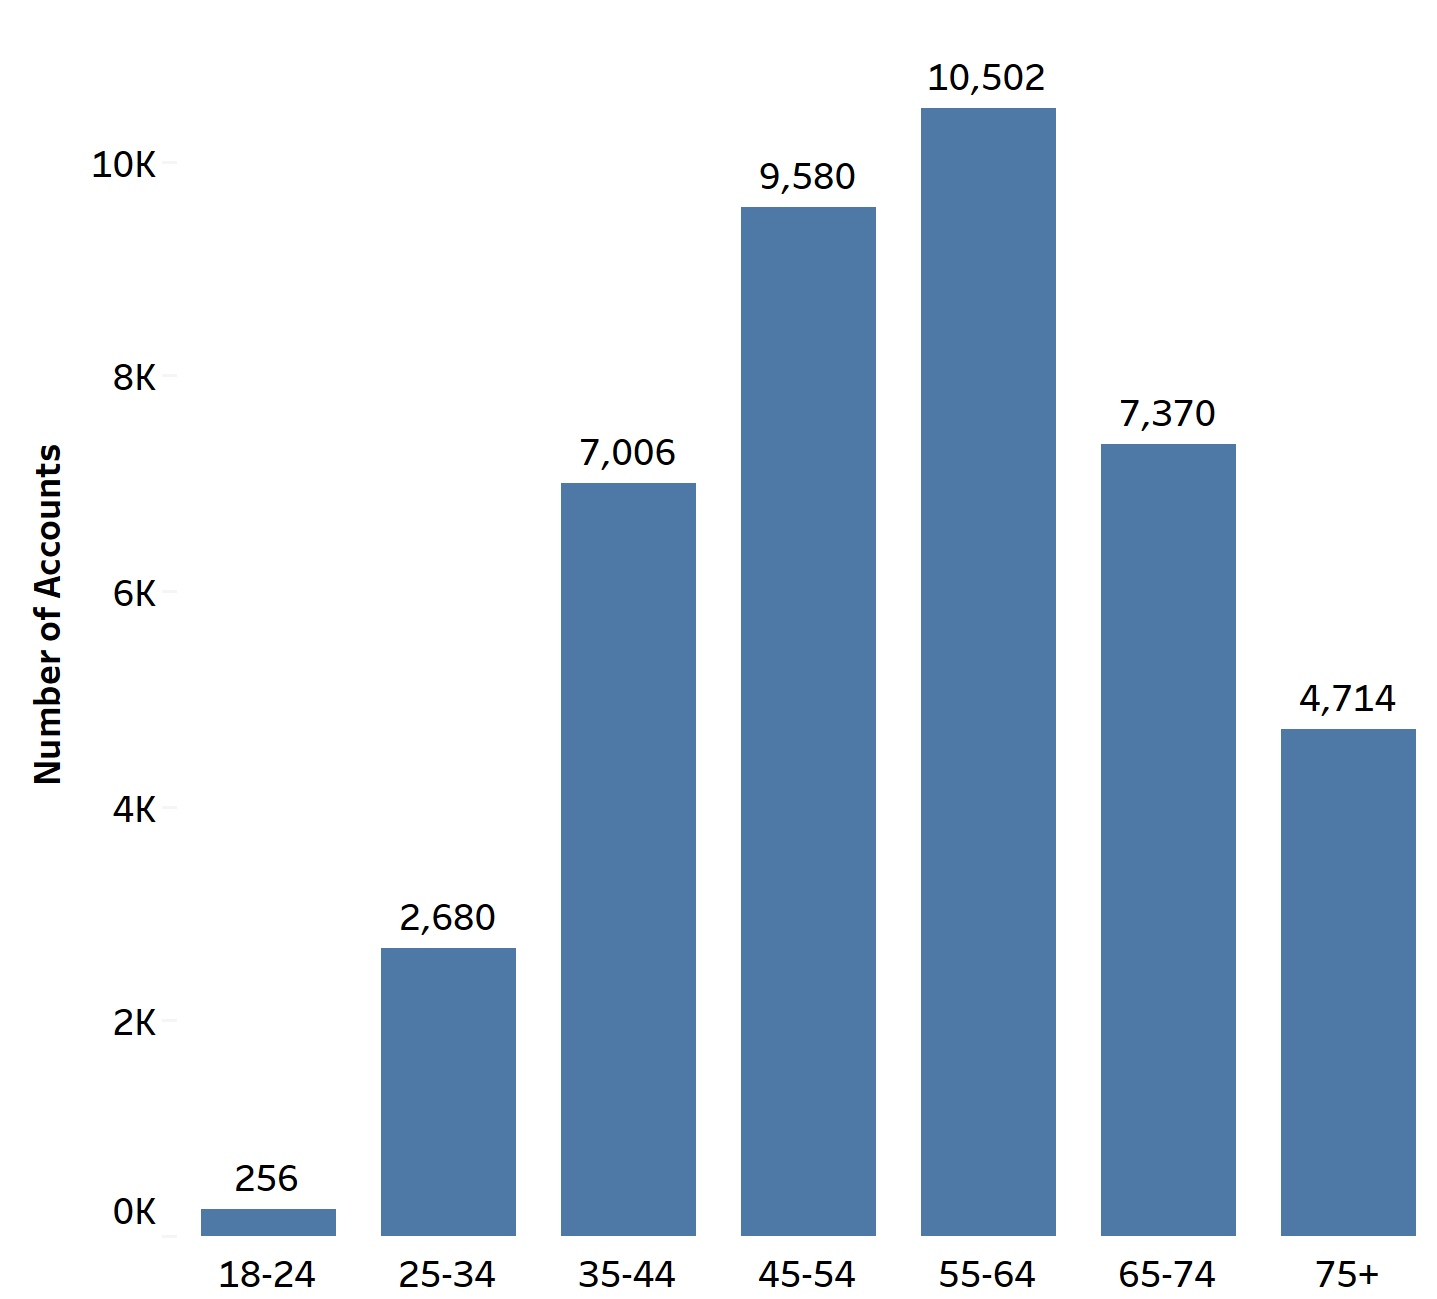 Number of Accounts
10K
8K
6K
4K
2K
0K
256
2,680
7,006
9,580
10,502
7,370
4,714
18-24
25-34
35-44
45-54
55-64
65-74
75+